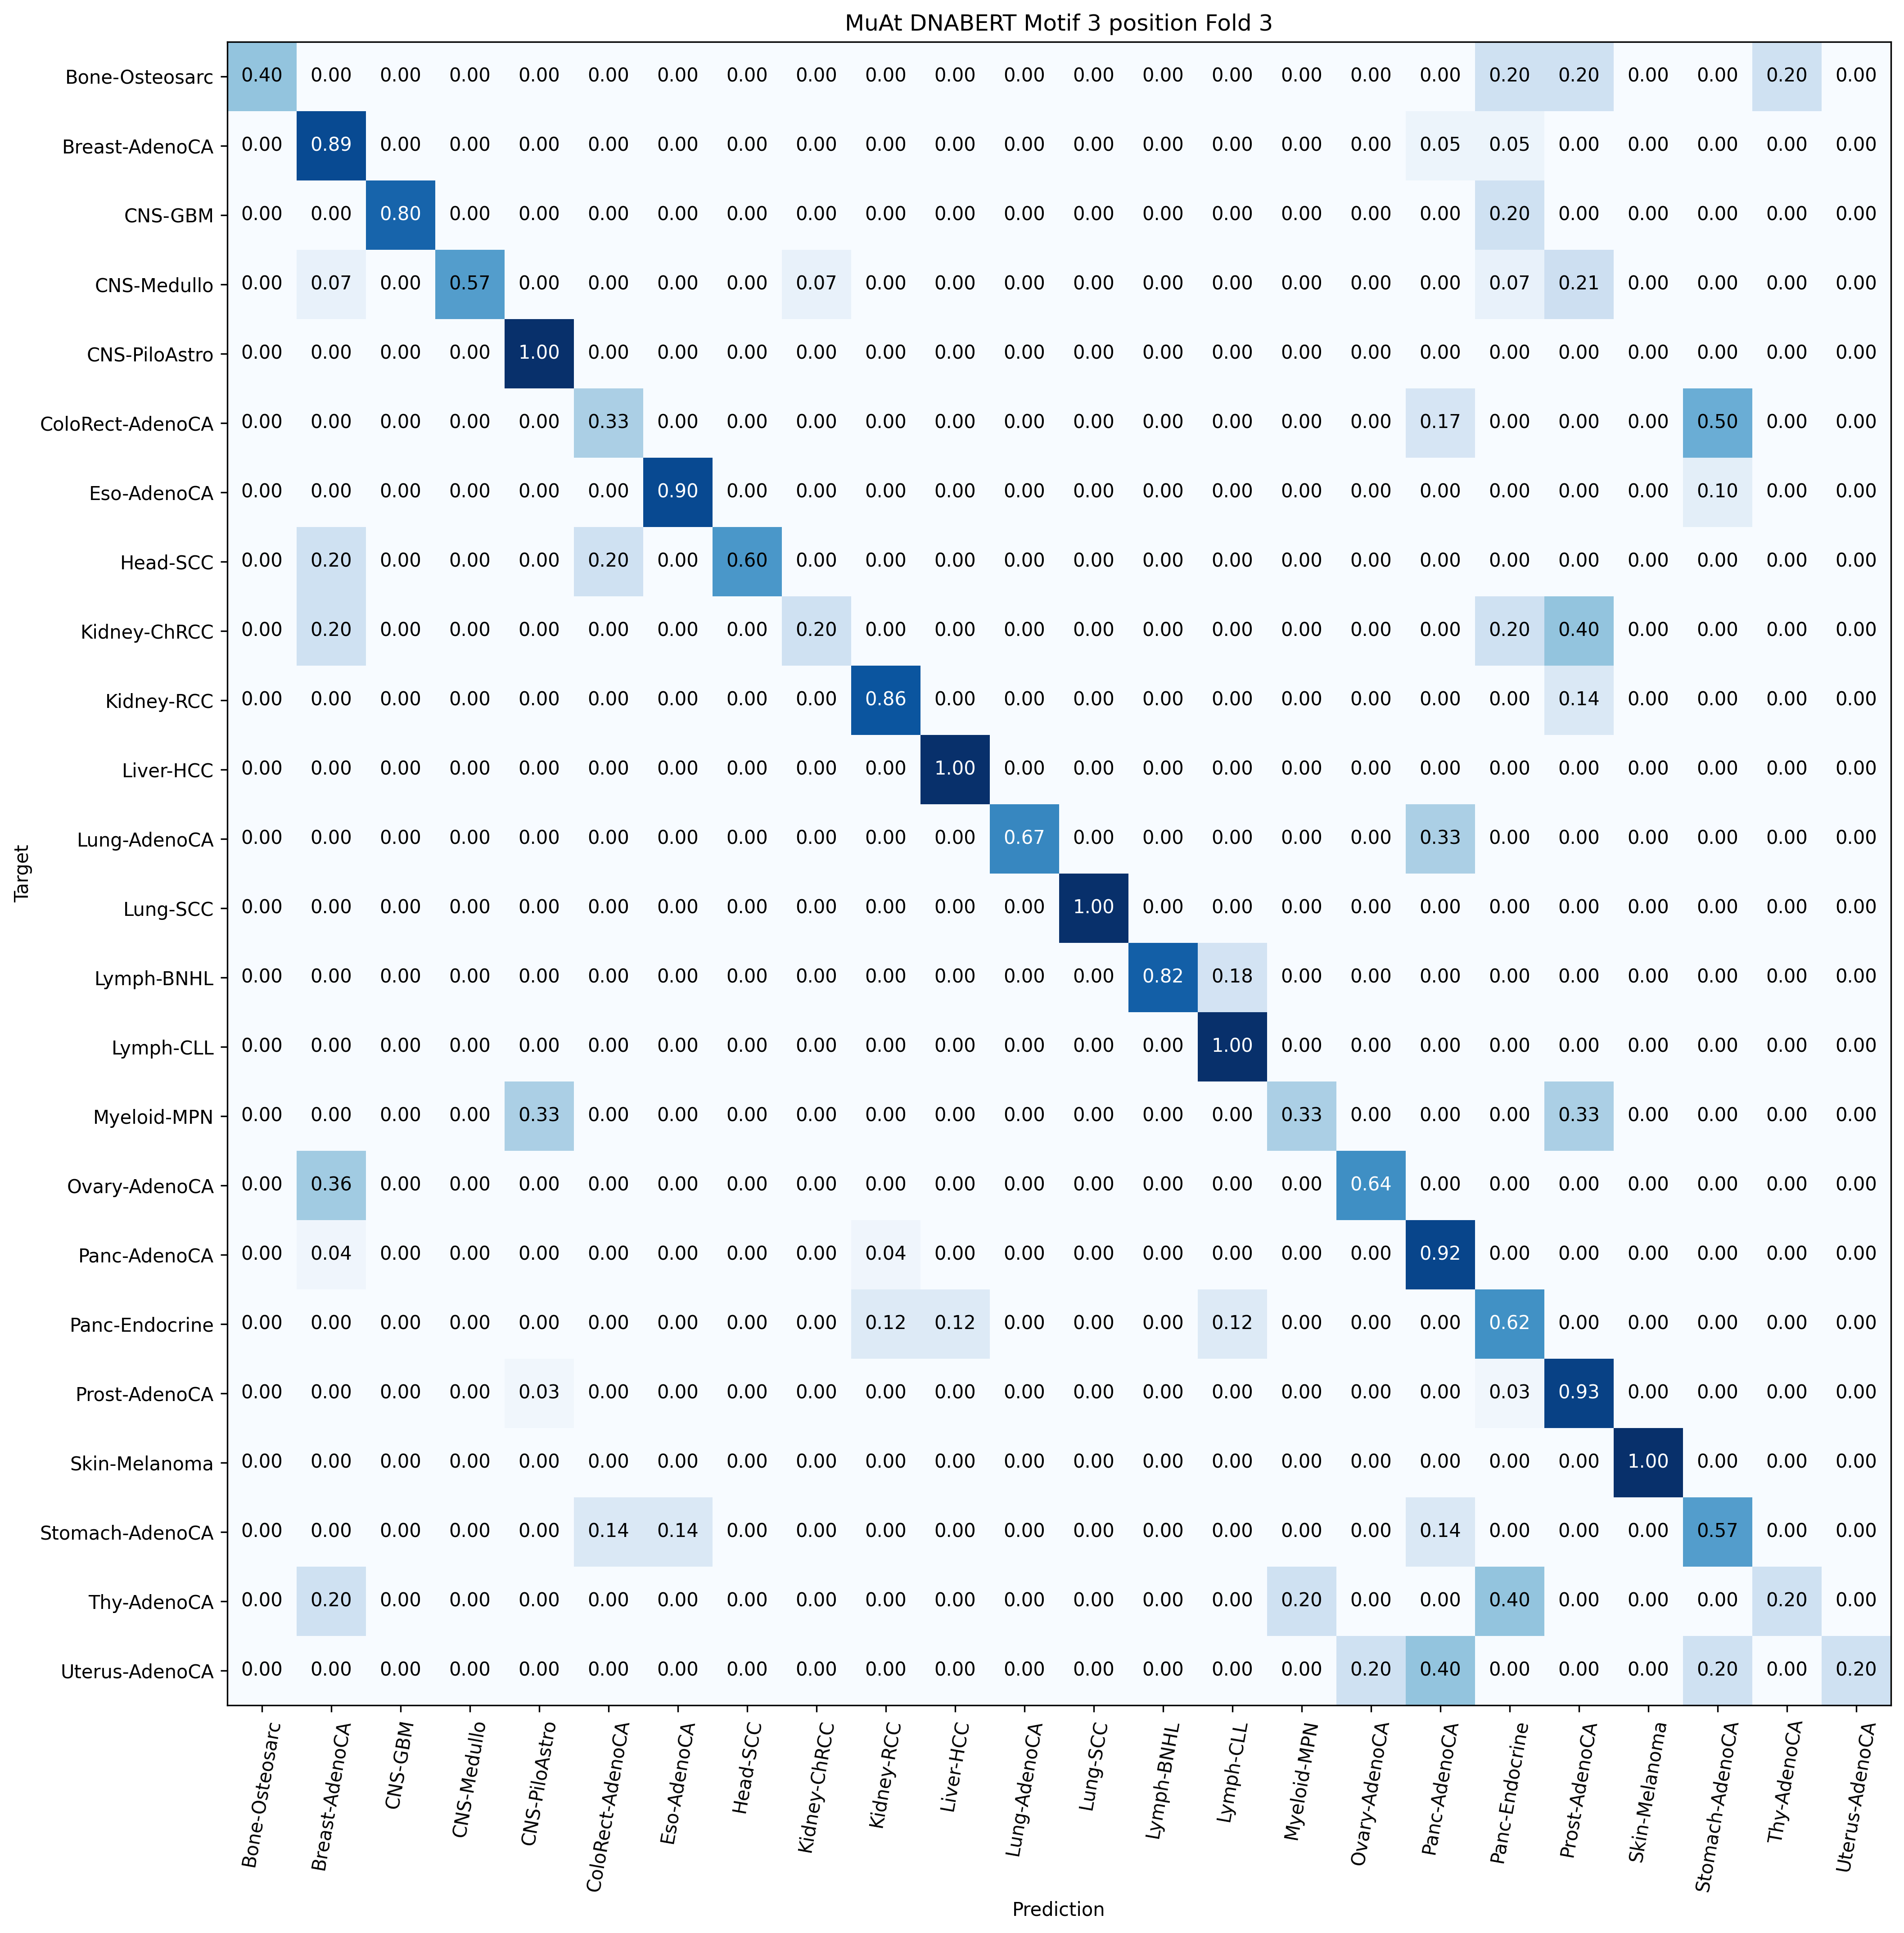 MuAt DNABERT Motif 3 position Fold 3
Bone-Osteosarc 0.40 0.00 0.00 0.00 0.00 0.00 0.00 0.00 0.00 0.00 0.00 0.00 0.00 0.00 0.00 0.00 0.00 0.00 0.20 0.20 0.00 0.00 0.20 0.00
Breast-AdenoCA 0.00 0.89 0.00 0.00 0.00 0.00 0.00 0.00 0.00 0.00 0.00 0.00 0.00 0.00 0.00 0.00 0.00 0.05 0.05 0.00 0.00 0.00 0.00 0.00
CNS-GBM 0.00 0.00 0.80 0.00 0.00 0.00 0.00 0.00 0.00 0.00 0.00 0.00 0.00 0.00 0.00 0.00 0.00 0.00 0.20 0.00 0.00 0.00 0.00 0.00
CNS-Medullo 0.00 0.07 0.00 0.57 0.00 0.00 0.00 0.00 0.07 0.00 0.00 0.00 0.00 0.00 0.00 0.00 0.00 0.00 0.07 0.21 0.00 0.00 0.00 0.00
CNS-PiloAstro 0.00 0.00 0.00 0.00 1.00 0.00 0.00 0.00 0.00 0.00 0.00 0.00 0.00 0.00 0.00 0.00 0.00 0.00 0.00 0.00 0.00 0.00 0.00 0.00
ColoRect-AdenoCA 0.00 0.00 0.00 0.00 0.00 0.33 0.00 0.00 0.00 0.00 0.00 0.00 0.00 0.00 0.00 0.00 0.00 0.17 0.00 0.00 0.00 0.50 0.00 0.00
Eso-AdenoCA 0.00 0.00 0.00 0.00 0.00 0.00 0.90 0.00 0.00 0.00 0.00 0.00 0.00 0.00 0.00 0.00 0.00 0.00 0.00 0.00 0.00 0.10 0.00 0.00
Head-SCC 0.00 0.20 0.00 0.00 0.00 0.20 0.00 0.60 0.00 0.00 0.00 0.00 0.00 0.00 0.00 0.00 0.00 0.00 0.00 0.00 0.00 0.00 0.00 0.00
Kidney-ChRCC 0.00 0.20 0.00 0.00 0.00 0.00 0.00 0.00 0.20 0.00 0.00 0.00 0.00 0.00 0.00 0.00 0.00 0.00 0.20 0.40 0.00 0.00 0.00 0.00
Kidney-RCC 0.00 0.00 0.00 0.00 0.00 0.00 0.00 0.00 0.00 0.86 0.00 0.00 0.00 0.00 0.00 0.00 0.00 0.00 0.00 0.14 0.00 0.00 0.00 0.00
Liver-HCC 0.00 0.00 0.00 0.00 0.00 0.00 0.00 0.00 0.00 0.00 1.00 0.00 0.00 0.00 0.00 0.00 0.00 0.00 0.00 0.00 0.00 0.00 0.00 0.00
Lung-AdenoCA 0.00 0.00 0.00 0.00 0.00 0.00 0.00 0.00 0.00 0.00 0.00 0.67 0.00 0.00 0.00 0.00 0.00 0.33 0.00 0.00 0.00 0.00 0.00 0.00
Lung-SCC 0.00 0.00 0.00 0.00 0.00 0.00 0.00 0.00 0.00 0.00 0.00 0.00 1.00 0.00 0.00 0.00 0.00 0.00 0.00 0.00 0.00 0.00 0.00 0.00
Lymph-BNHL 0.00 0.00 0.00 0.00 0.00 0.00 0.00 0.00 0.00 0.00 0.00 0.00 0.00 0.82 0.18 0.00 0.00 0.00 0.00 0.00 0.00 0.00 0.00 0.00
Lymph-CLL 0.00 0.00 0.00 0.00 0.00 0.00 0.00 0.00 0.00 0.00 0.00 0.00 0.00 0.00 1.00 0.00 0.00 0.00 0.00 0.00 0.00 0.00 0.00 0.00
Myeloid-MPN 0.00 0.00 0.00 0.00 0.33 0.00 0.00 0.00 0.00 0.00 0.00 0.00 0.00 0.00 0.00 0.33 0.00 0.00 0.00 0.33 0.00 0.00 0.00 0.00
Ovary-AdenoCA 0.00 0.36 0.00 0.00 0.00 0.00 0.00 0.00 0.00 0.00 0.00 0.00 0.00 0.00 0.00 0.00 0.64 0.00 0.00 0.00 0.00 0.00 0.00 0.00
Panc-AdenoCA 0.00 0.04 0.00 0.00 0.00 0.00 0.00 0.00 0.00 0.04 0.00 0.00 0.00 0.00 0.00 0.00 0.00 0.92 0.00 0.00 0.00 0.00 0.00 0.00
Panc-Endocrine 0.00 0.00 0.00 0.00 0.00 0.00 0.00 0.00 0.00 0.12 0.12 0.00 0.00 0.00 0.12 0.00 0.00 0.00 0.62 0.00 0.00 0.00 0.00 0.00
Prost-AdenoCA 0.00 0.00 0.00 0.00 0.03 0.00 0.00 0.00 0.00 0.00 0.00 0.00 0.00 0.00 0.00 0.00 0.00 0.00 0.03 0.93 0.00 0.00 0.00 0.00
Skin-Melanoma 0.00 0.00 0.00 0.00 0.00 0.00 0.00 0.00 0.00 0.00 0.00 0.00 0.00 0.00 0.00 0.00 0.00 0.00 0.00 0.00 1.00 0.00 0.00 0.00
Stomach-AdenoCA 0.00 0.00 0.00 0.00 0.00 0.14 0.14 0.00 0.00 0.00 0.00 0.00 0.00 0.00 0.00 0.00 0.00 0.14 0.00 0.00 0.00 0.57 0.00 0.00
Thy-AdenoCA 0.00 0.20 0.00 0.00 0.00 0.00 0.00 0.00 0.00 0.00 0.00 0.00 0.00 0.00 0.00 0.20 0.00 0.00 0.40 0.00 0.00 0.00 0.20 0.00
Uterus-AdenoCA 0.00 0.00 0.00 0.00 0.00 0.00 0.00 0.00 0.00 0.00 0.00 0.00 0.00 0.00 0.00 0.00 0.20 0.40 0.00 0.00 0.00 0.20 0.00 0.20
Target
Bone-Osteosarc
Breast-AdenoCA
CNS-GBM
CNS-Medullo
CNS-PiloAstro
ColoRect-AdenoCA
Eso-AdenoCA
Head-SCC
Kidney-ChRCC
Kidney-RCC
Liver-HCC
Lung-AdenoCA
Lung-SCC
Lymph-BNHL
Lymph-CLL
Myeloid-MPN
Ovary-AdenoCA
Panc-AdenoCA
Panc-Endocrine
Prost-AdenoCA
Skin-Melanoma
Stomach-AdenoCA
Thy-AdenoCA
Uterus-AdenoCA
Prediction